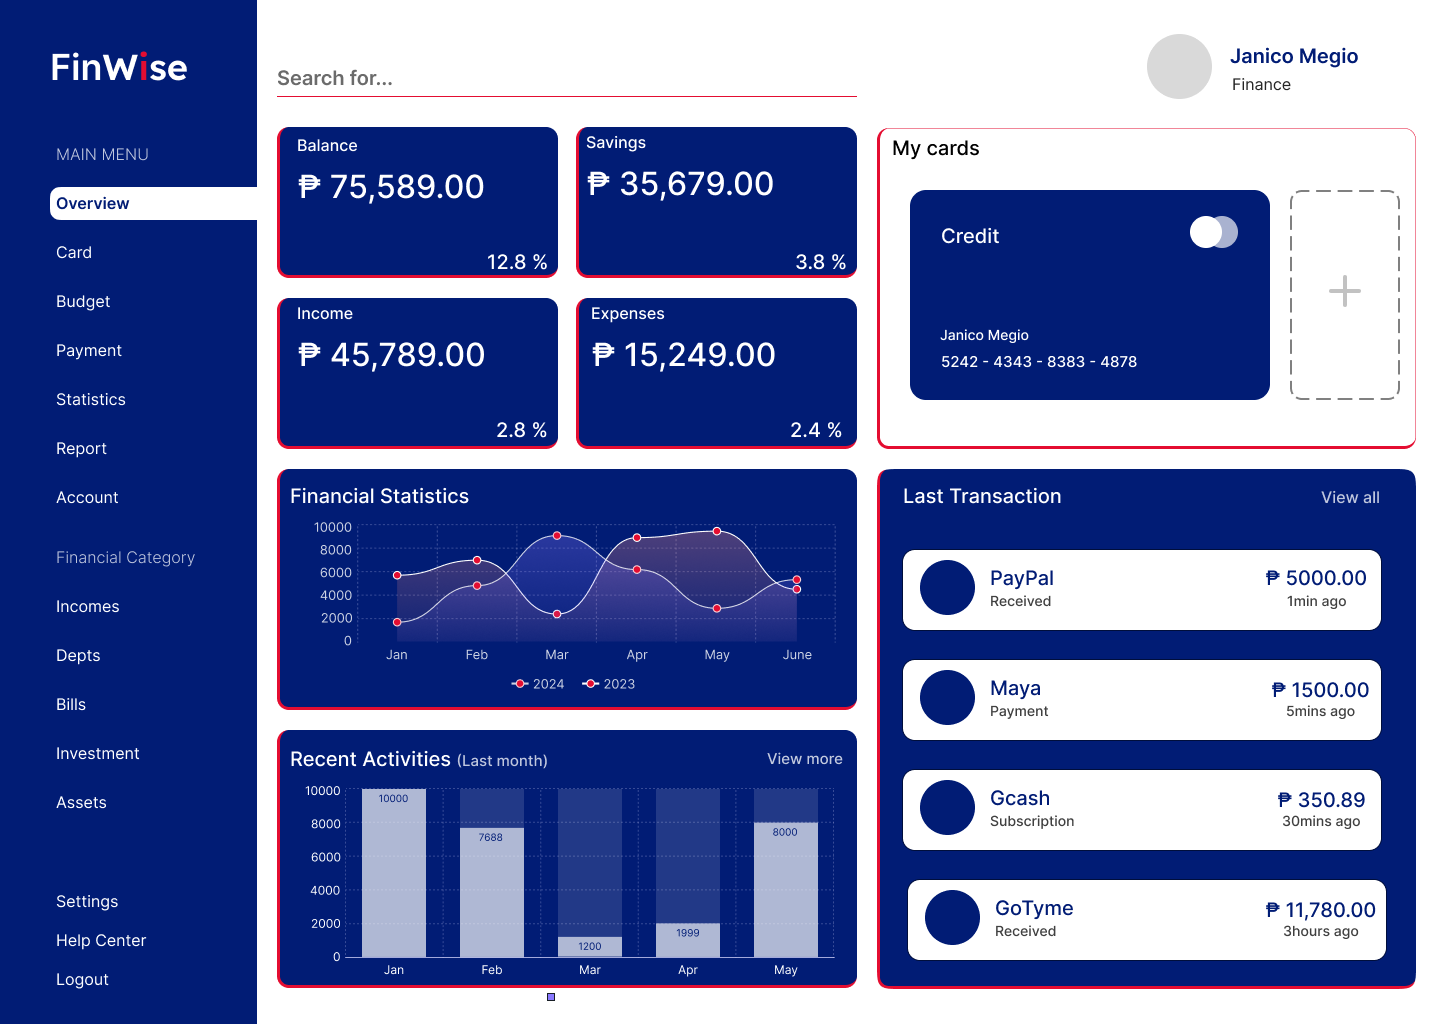 FinWise
MAIN MENU
Overview
Card
Budget
Payment
Statistics
Report
Account
Financial Category
Incomes
Depts
Bills
Investment
Assets
Settings
Help Center
Logout
Search for...
Janico Megio
Finance
Balance
₱ 75,589.00
12.8 %
Savings
₱ 35,679.00
3.8 %
Income
₱ 45,789.00
2.8 %
Expenses
₱ 15,249.00
2.4 %
My cards
Credit
Janico Megio
5242 - 4343 - 8383 - 4878
Financial Statistics
10000
8000
6000
4000
2000
0
Jan Feb Mar Apr May June
2024 2023
Recent Activities (Last month) View more
10000
8000
6000
4000
2000
0
10000
7688
1200
1999
8000
Jan Feb Mar Apr May
Last Transaction View all
PayPal ₱ 5000.00
Received 1min ago
Maya ₱ 1500.00
Payment 5mins ago
Gcash ₱ 350.89
Subscription 30mins ago
GoTyme ₱ 11,780.00
Received 3hours ago